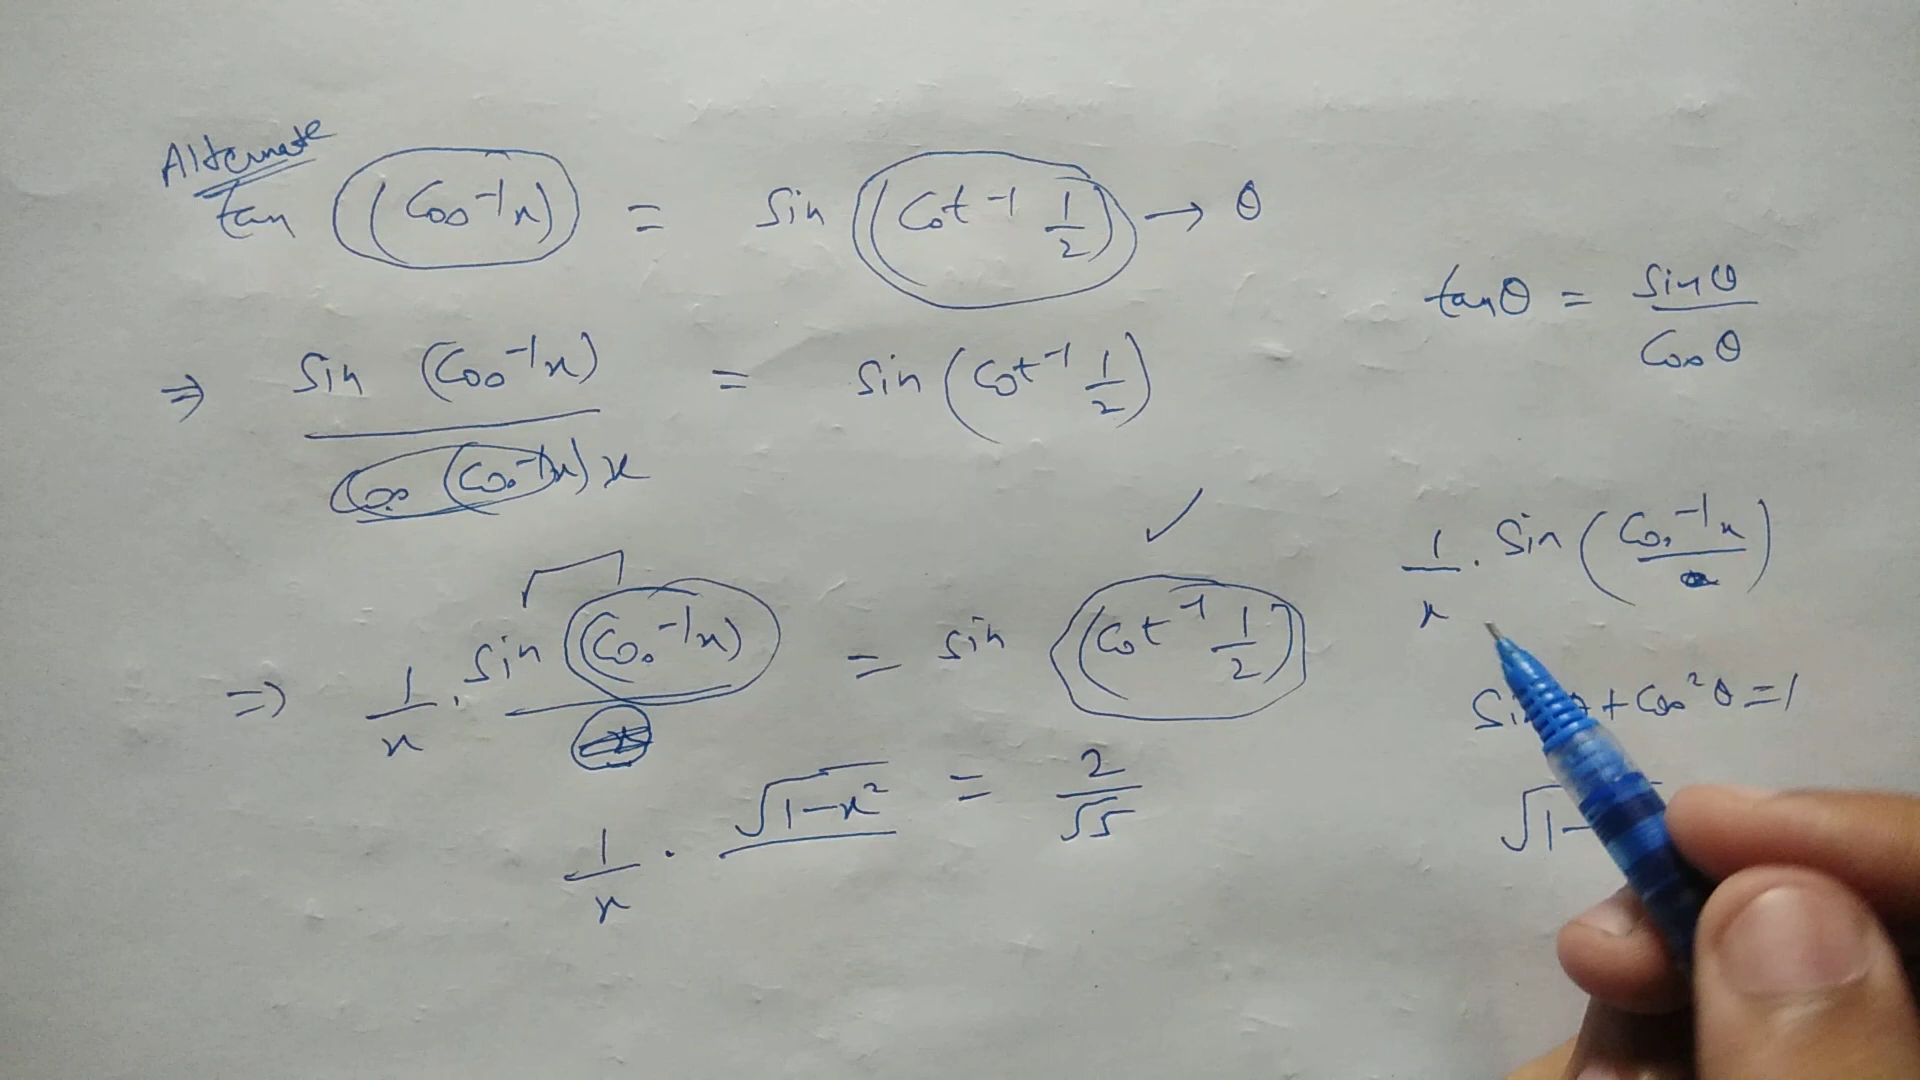 Alternate
tan (Cos⁻¹x) = sin (Cot⁻¹ 1/2) → θ
tanθ = sinθ/Cosθ
⇒ sin (Cos⁻¹x) / Cos (Cos⁻¹x) x = sin (Cot⁻¹ 1/2)
1/x . sin (Cos⁻¹x)
⇒ 1/x . sin (Cos⁻¹x) = sin (Cot⁻¹ 1/2)
+ Cos²θ = 1
1/x . √1-x² = 2/√5
√1-